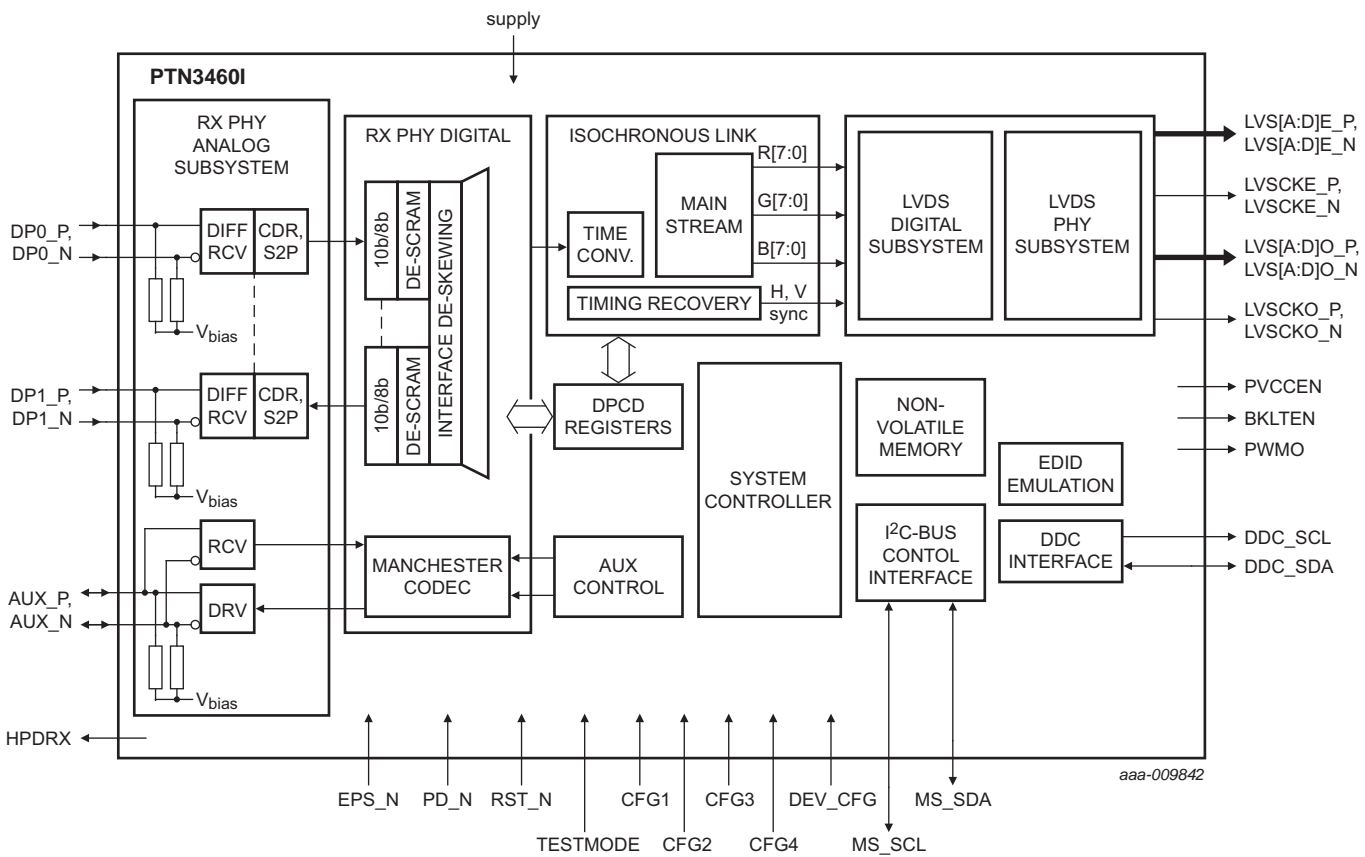 supply
PTN3460I
RX PHY
ANALOG
SUBSYSTEM
RX PHY DIGITAL
ISOCHRONOUS LINK
DP0_P,
DP0_N
DIFF
RCV
CDR,
S2P
Vbias
10b/8b
DE-SCRAM
INTERFACE DE-SKEWING
TIME
CONV.
MAIN
STREAM
R[7:0]
G[7:0]
B[7:0]
TIMING RECOVERY
H, V
sync
LVDS
DIGITAL
SUBSYSTEM
LVDS
PHY
SUBSYSTEM
LVS[A:D]E_P,
LVS[A:D]E_N
LVSCKE_P,
LVSCKE_N
LVS[A:D]O_P,
LVS[A:D]O_N
LVSCKO_P,
LVSCKO_N
DP1_P,
DP1_N
DIFF
RCV
CDR,
S2P
Vbias
10b/8b
DE-SCRAM
DPCD
REGISTERS
SYSTEM
CONTROLLER
NON-
VOLATILE
MEMORY
EDID
EMULATION
PVCCEN
BKLTEN
PWMO
AUX_P,
AUX_N
RCV
DRV
Vbias
MANCHESTER
CODEC
AUX
CONTROL
I2C-BUS
CONTOL
INTERFACE
DDC
INTERFACE
DDC_SCL
DDC_SDA
HPDRX
aaa-009842
EPS_N
PD_N
RST_N
TESTMODE
CFG1
CFG2
CFG3
CFG4
DEV_CFG
MS_SCL
MS_SDA